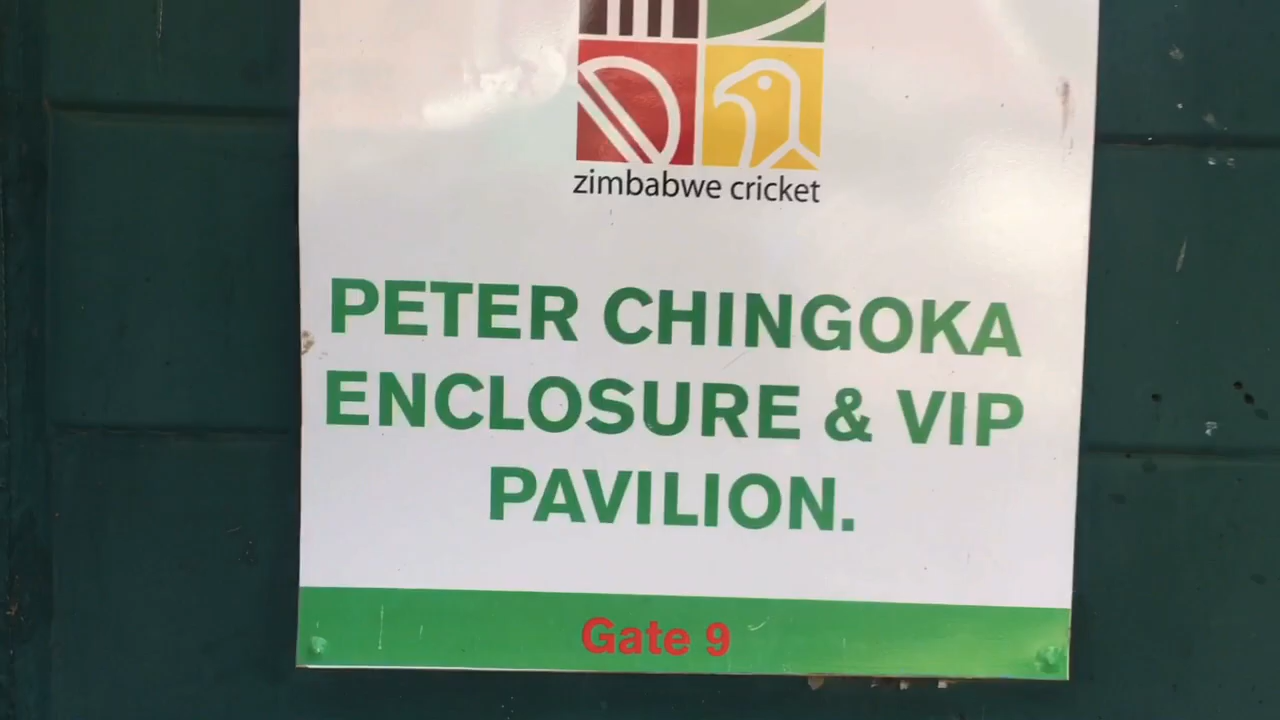 zimbabwe cricket
PETER CHINGOKA
ENCLOSURE & VIP
PAVILION.
Gate 9